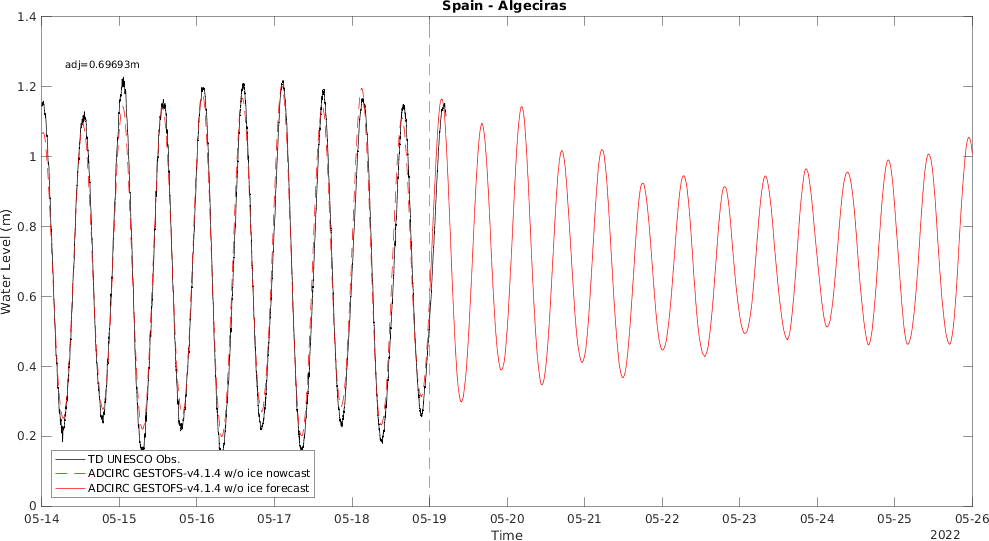 Spain - Algeciras
1.4
adj=0.69693m
1.2
1
0.8
0.6
0.4
0.2
0
Water Level (m)
TD UNESCO Obs.
ADCIRC GESTOFS-v4.1.4 w/o ice nowcast
ADCIRC GESTOFS-v4.1.4 w/o ice forecast
05-14 05-15 05-16 05-17 05-18 05-19 05-20 05-21 05-22 05-23 05-24 05-25 05-26
Time
2022